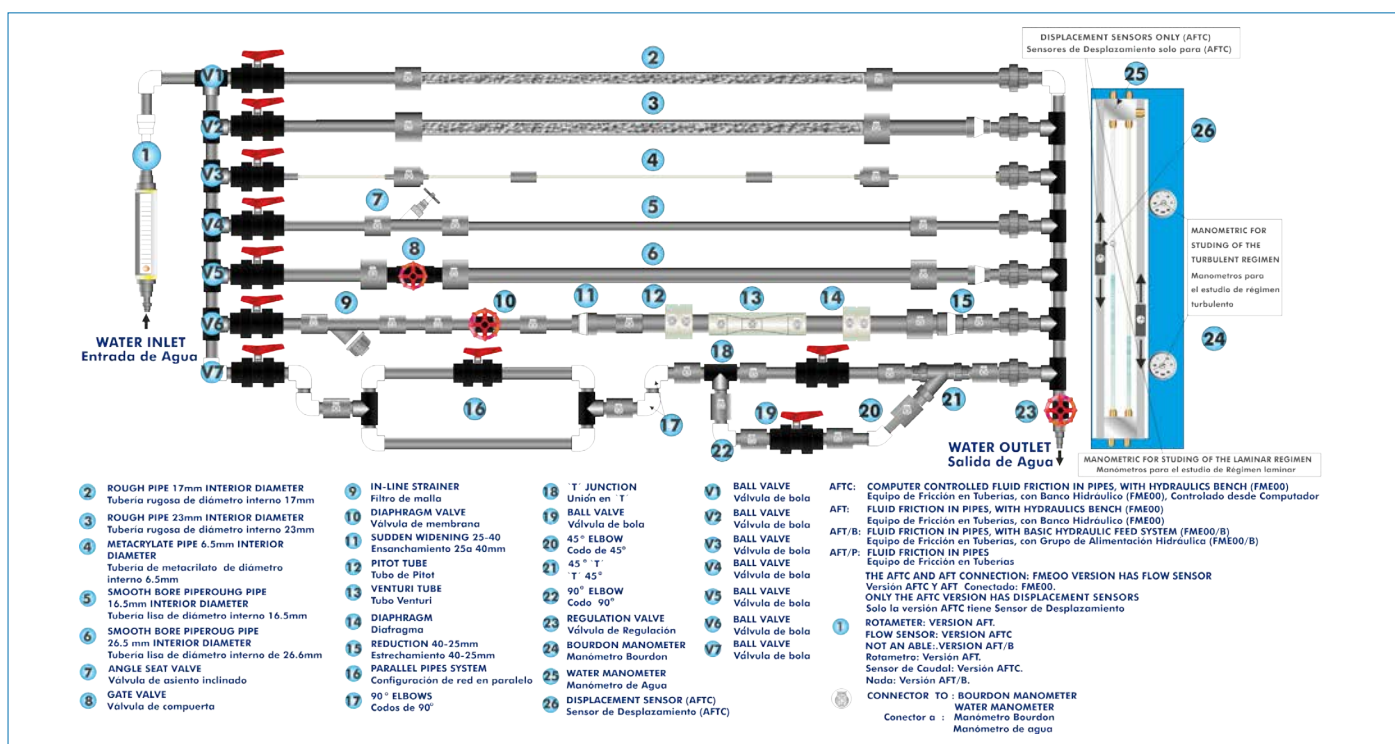 DISPLACEMENT SENSORS ONLY (AFTC)
Sensores de Desplazamiento solo para (AFTC)
2
25
V1
3
V2
26
1
4
V3
7
5
V4
8
MANOMETRIC FOR
STUDING OF THE
TURBULENT REGIMEN
Manometros para
el estudio de régimen
turbulento
6
V5
9
10
11
12
13
14
15
V6
WATER INLET
Entrada de Agua
24
18
V7
16
17
19
20
21
22
23
WATER OUTLET
Salida de Agua
MANOMETRIC FOR STUDING OF THE LAMINAR REGIMEN
Manómetros para el estudio de Régimen laminar
2 ROUGH PIPE 17mm INTERIOR DIAMETER
Tubería rugosa de diámetro interno 17mm
3 ROUGH PIPE 23mm INTERIOR DIAMETER
Tubería rugosa de diámetro interno 23mm
4 METACRYLATE PIPE 6.5mm INTERIOR
DIAMETER
Tubería de metacrilato de diámetro
interno 6.5mm
5 SMOOTH BORE PIPEROUHG PIPE
16.5mm INTERIOR DIAMETER
Tubería lisa de diámetro interno 16.5mm
6 SMOOTH BORE PIPEROUG PIPE
26.5 mm INTERIOR DIAMETER
Tubería lisa de diámetro interno de 26.6mm
7 ANGLE SEAT VALVE
Válvula de asiento inclinado
8 GATE VALVE
Válvula de compuerta
9 IN-LINE STRAINER
Filtro de malla
10 DIAPHRAGM VALVE
Válvula de membrana
11 SUDDEN WIDENING 25-40
Ensanchamiento 25a 40mm
12 PITOT TUBE
Tubo de Pitot
13 VENTURI TUBE
Tubo Venturi
14 DIAPHRAGM
Diafragma
15 REDUCTION 40-25mm
Estrechamiento 40-25mm
16 PARALLEL PIPES SYSTEM
Configuración de red en paralelo
17 90° ELBOWS
Codos de 90°
18 'T' JUNCTION
Unión en 'T'
19 BALL VALVE
Válvula de bola
20 45° ELBOW
Codo de 45°
21 45° 'T'
'T' 45°
22 90° ELBOW
Codo 90°
23 REGULATION VALVE
Válvula de Regulación
24 BOURDON MANOMETER
Manómetro Bourdon
25 WATER MANOMETER
Manómetro de Agua
26 DISPLACEMENT SENSOR (AFTC)
Sensor de Desplazamiento (AFTC)
V1 BALL VALVE
Válvula de bola
V2 BALL VALVE
Válvula de bola
V3 BALL VALVE
Válvula de bola
V4 BALL VALVE
Válvula de bola
V5 BALL VALVE
Válvula de bola
V6 BALL VALVE
Válvula de bola
V7 BALL VALVE
Válvula de bola
AFTC: COMPUTER CONTROLLED FLUID FRICTION IN PIPES, WITH HYDRAULICS BENCH (FME00)
Equipo de Fricción en Tuberías, con Banco Hidráulico (FME00), Controlado desde Computador
AFT: FLUID FRICTION IN PIPES, WITH HYDRAULICS BENCH (FME00)
Equipo de Fricción en Tuberías, con Banco Hidráulico (FME00)
AFT/B: FLUID FRICTION IN PIPES, WITH BASIC HYDRAULIC FEED SYSTEM (FME00/B)
Equipo de Fricción en Tuberías, con Grupo de Alimentación Hidráulica (FME00/B)
AFT/P: FLUID FRICTION IN PIPES
Equipo de Fricción en Tuberías
THE AFTC AND AFT CONNECTION: FMEOO VERSION HAS FLOW SENSOR
Versión AFTC Y AFT Conectado: FME00.
ONLY THE AFTC VERSION HAS DISPLACEMENT SENSORS
Solo la versión AFTC tiene Sensor de Desplazamiento
1 ROTAMETER: VERSION AFT.
FLOW SENSOR: VERSION AFTC
NOT AN ABLE:.VERSION AFT/B
Rotametro: Versión AFT.
Sensor de Caudal: Versión AFTC.
Nada: Versión AFT/B.
CONNECTOR TO : BOURDON MANOMETER
WATER MANOMETER
Conector a : Manómetro Bourdon
Manómetro de agua